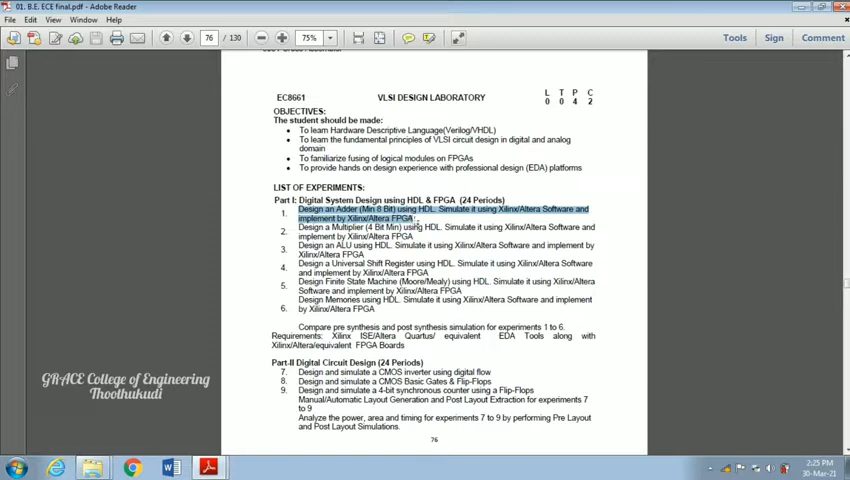 01. B.E. ECE final.pdf - Adobe Reader
File Edit View Window Help
76 / 130 75% Tools Sign Comment
EC8661 VLSI DESIGN LABORATORY L T P C
0 0 4 2
OBJECTIVES:
The student should be made:
• To learn Hardware Descriptive Language(Verilog/VHDL)
• To learn the fundamental principles of VLSI circuit design in digital and analog
domain
• To familiarize fusing of logical modules on FPGAs
• To provide hands on design experience with professional design (EDA) platforms
LIST OF EXPERIMENTS:
Part I: Digital System Design using HDL & FPGA (24 Periods)
1. Design an Adder (Min 8 Bit) using HDL. Simulate it using Xilinx/Altera Software and
implement by Xilinx/Altera FPGA
2. Design a Multiplier (4 Bit Min) using HDL. Simulate it using Xilinx/Altera Software and
implement by Xilinx/Altera FPGA
3. Design an ALU using HDL. Simulate it using Xilinx/Altera Software and implement by
Xilinx/Altera FPGA
4. Design a Universal Shift Register using HDL. Simulate it using Xilinx/Altera Software
and implement by Xilinx/Altera FPGA
5. Design Finite State Machine (Moore/Mealy) using HDL. Simulate it using Xilinx/Altera
Software and implement by Xilinx/Altera FPGA
6. Design Memories using HDL. Simulate it using Xilinx/Altera Software and implement
by Xilinx/Altera FPGA
Compare pre synthesis and post synthesis simulation for experiments 1 to 6.
Requirements: Xilinx ISE/Altera Quartus/ equivalent EDA Tools along with
Xilinx/Altera/equivalent FPGA Boards
Part-II Digital Circuit Design (24 Periods)
7. Design and simulate a CMOS inverter using digital flow
8. Design and simulate a CMOS Basic Gates & Flip-Flops
9. Design and simulate a 4-bit synchronous counter using a Flip-Flops
Manual/Automatic Layout Generation and Post Layout Extraction for experiments 7
to 9
Analyze the power, area and timing for experiments 7 to 9 by performing Pre Layout
and Post Layout Simulations.
76
GRACE College of Engineering
Thoothukudi
2:25 PM
30-Mar-21